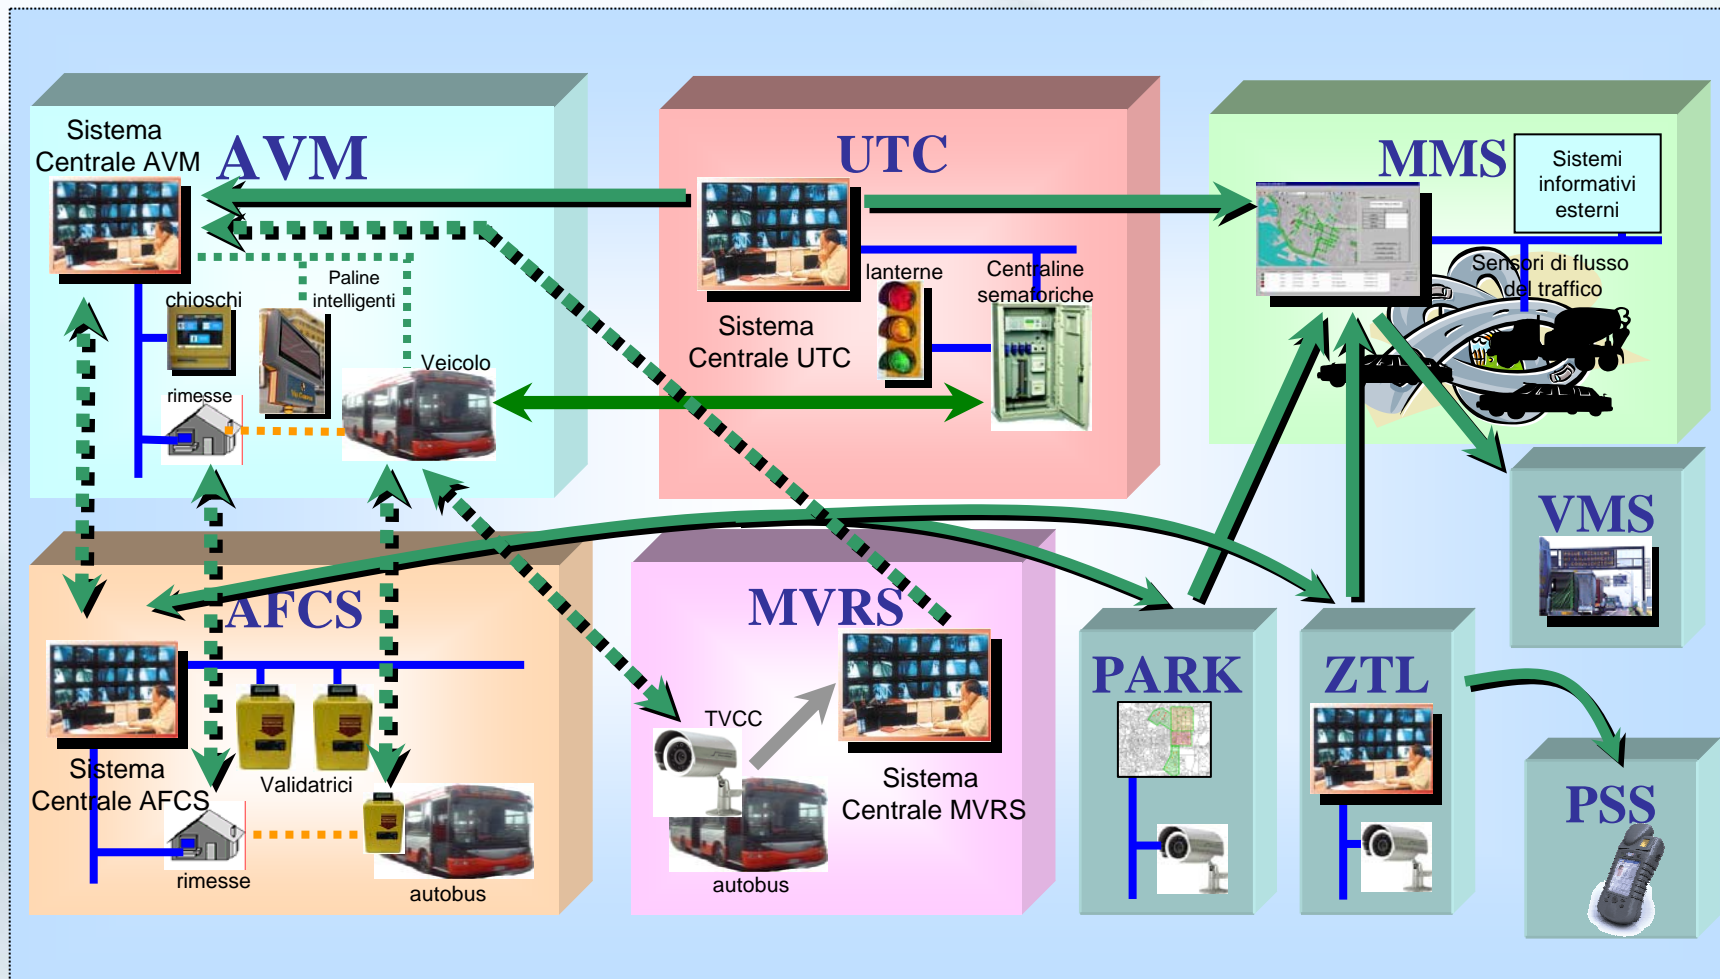 Sistema
Centrale AVM
AVM
chioschi
Paline
intelligenti
rimesse
Veicolo
UTC
lanterne
Centraline
semaforiche
Sistema
Centrale UTC
MMS
Sistemi
informativi
esterni
Sensori di flusso
del traffico
VMS
AFCS
Sistema
Centrale AFCS
Validatrici
rimesse
autobus
MVRS
TVCC
autobus
Sistema
Centrale MVRS
PARK
ZTL
PSS